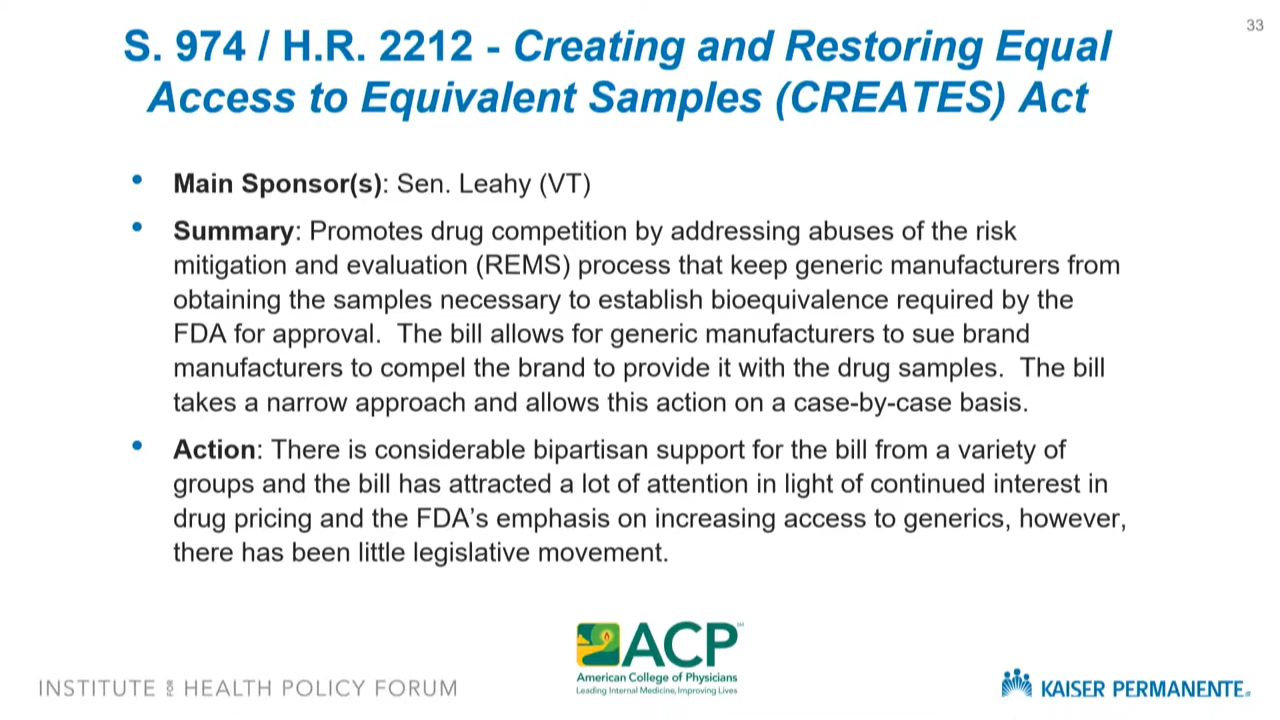 33
S. 974 / H.R. 2212 - Creating and Restoring Equal
Access to Equivalent Samples (CREATES) Act
• Main Sponsor(s): Sen. Leahy (VT)
• Summary: Promotes drug competition by addressing abuses of the risk
mitigation and evaluation (REMS) process that keep generic manufacturers from
obtaining the samples necessary to establish bioequivalence required by the
FDA for approval.  The bill allows for generic manufacturers to sue brand
manufacturers to compel the brand to provide it with the drug samples.  The bill
takes a narrow approach and allows this action on a case-by-case basis.
• Action: There is considerable bipartisan support for the bill from a variety of
groups and the bill has attracted a lot of attention in light of continued interest in
drug pricing and the FDA's emphasis on increasing access to generics, however,
there has been little legislative movement.
INSTITUTE FOR HEALTH POLICY FORUM
ACP℠
American College of Physicians
Leading Internal Medicine, Improving Lives
KAISER PERMANENTE®